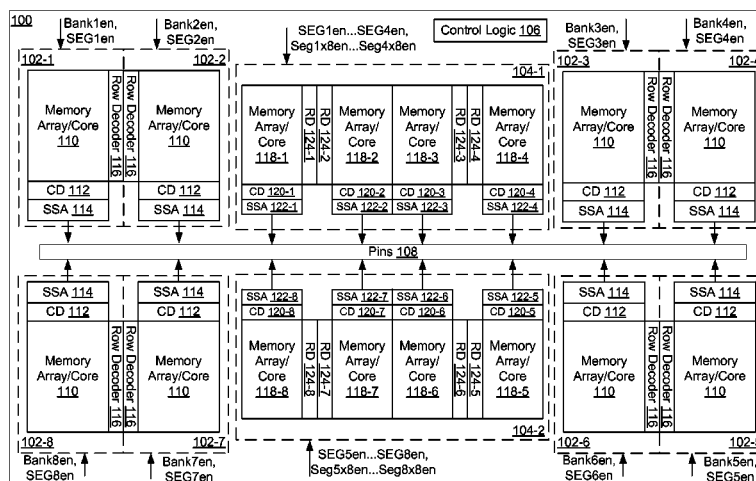 100
Bank1en, SEG1en
Bank2en, SEG2en
SEG1en...SEG4en, Seg1x8en...Seg4x8en
Control Logic 106
Bank3en, SEG3en
Bank4en, SEG4en
102-1
102-2
104-1
102-3
102-4
Memory Array/Core 110
Row Decoder 116
Row Decoder 116
Memory Array/Core 110
Memory Array/ Core 118-1
RD 124-1
RD 124-2
Memory Array/ Core 118-2
Memory Array/ Core 118-3
RD 124-3
RD 124-4
Memory Array/ Core 118-4
Memory Array/Core 110
Row Decoder 116
Row Decoder 116
Memory Array/Core 110
CD 112
CD 112
CD 120-1
CD 120-2
CD 120-3
CD 120-4
CD 112
CD 112
SSA 114
SSA 114
SSA 122-1
SSA 122-2
SSA 122-3
SSA 122-4
SSA 114
SSA 114
Pins 108
SSA 114
SSA 114
SSA 122-8
SSA 122-7
SSA 122-6
SSA 122-5
SSA 114
SSA 114
CD 112
CD 112
CD 120-8
CD 120-7
CD 120-6
CD 120-5
CD 112
CD 112
Memory Array/Core 110
Row Decoder 116
Row Decoder 116
Memory Array/Core 110
Memory Array/ Core 118-8
RD 124-8
RD 124-7
Memory Array/ Core 118-7
Memory Array/ Core 118-6
RD 124-6
RD 124-5
Memory Array/ Core 118-5
Memory Array/Core 110
Row Decoder 116
Row Decoder 116
Memory Array/Core 110
102-8
102-7
104-2
102-6
Bank8en, SEG8en
Bank7en, SEG7en
SEG5en...SEG8en, Seg5x8en...Seg8x8en
Bank6en, SEG6en
Bank5en, SEG5en